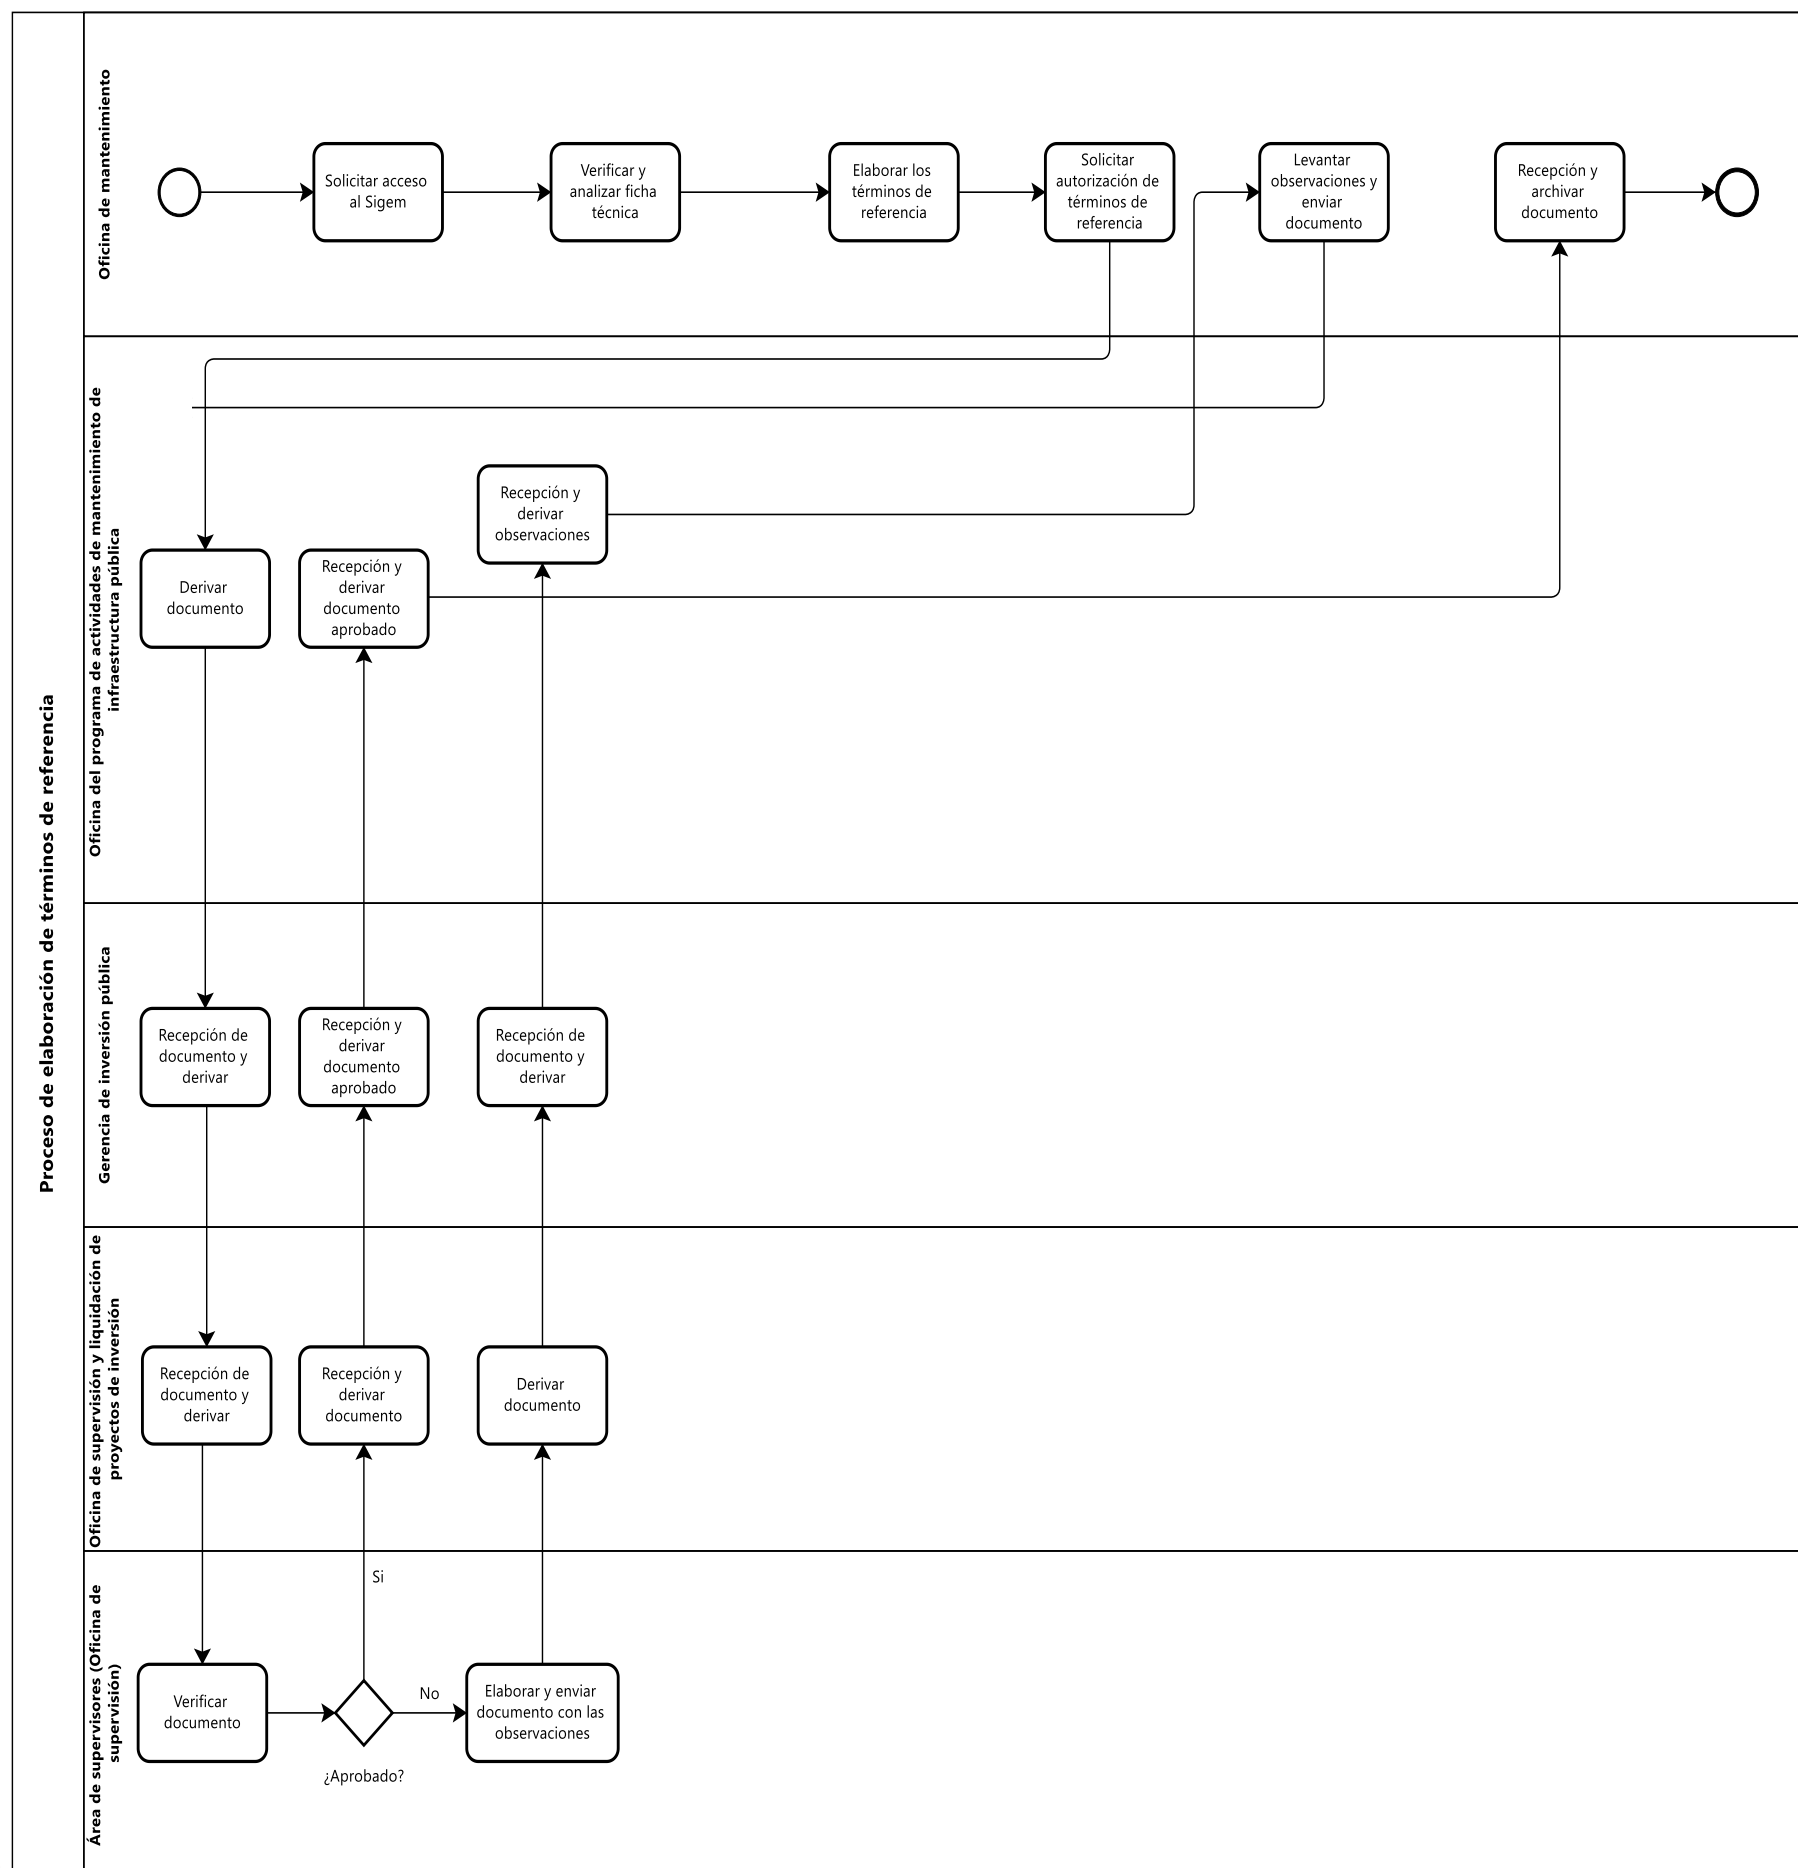 Proceso de elaboración de términos de referencia
Oficina de mantenimiento
Solicitar acceso
al Sigem
Verificar y
analizar ficha
técnica
Elaborar los
términos de
referencia
Solicitar
autorización de
términos de
referencia
Levantar
observaciones y
enviar
documento
Recepción y
archivar
documento
Oficina del programa de actividades de mantenimiento de
infraestructura pública
Derivar
documento
Recepción y
derivar
documento
aprobado
Recepción y
derivar
observaciones
Gerencia de inversión pública
Recepción de
documento y
derivar
Recepción y
derivar
documento
aprobado
Recepción de
documento y
derivar
Oficina de supervisión y liquidación de
proyectos de inversión
Recepción de
documento y
derivar
Recepción y
derivar
documento
Derivar
documento
Área de supervisores (Oficina de
supervisión)
Verificar
documento
Si
¿Aprobado?
No
Elaborar y enviar
documento con las
observaciones